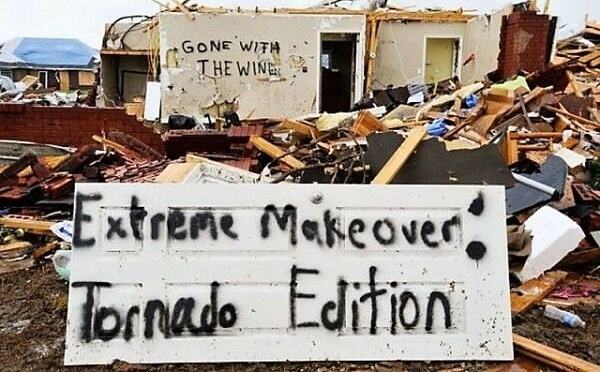 GONE WITH
THE WIND
Extreme Makeover!
Tornado Edition